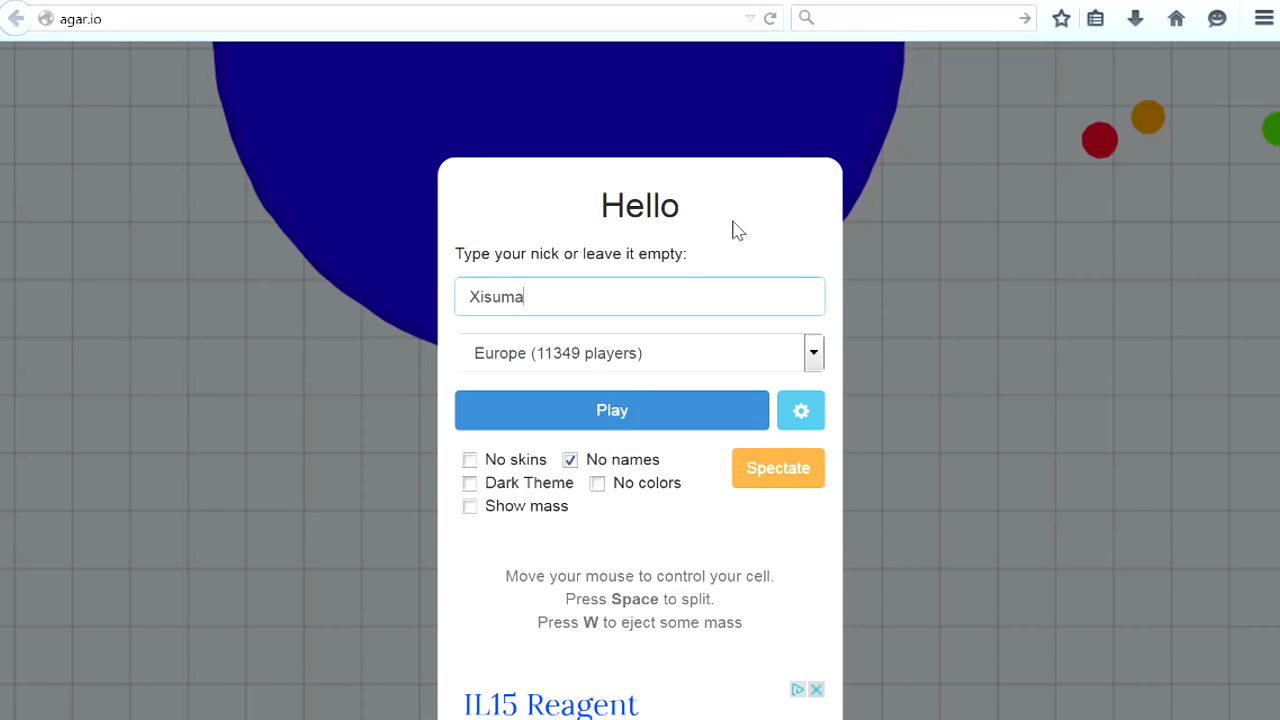 agar.io
Hello
Type your nick or leave it empty:
Xisuma
Europe (11349 players)
Play
No skins No names
Spectate
Dark Theme No colors
Show mass
Move your mouse to control your cell.
Press Space to split.
Press W to eject some mass
IL15 Reagent